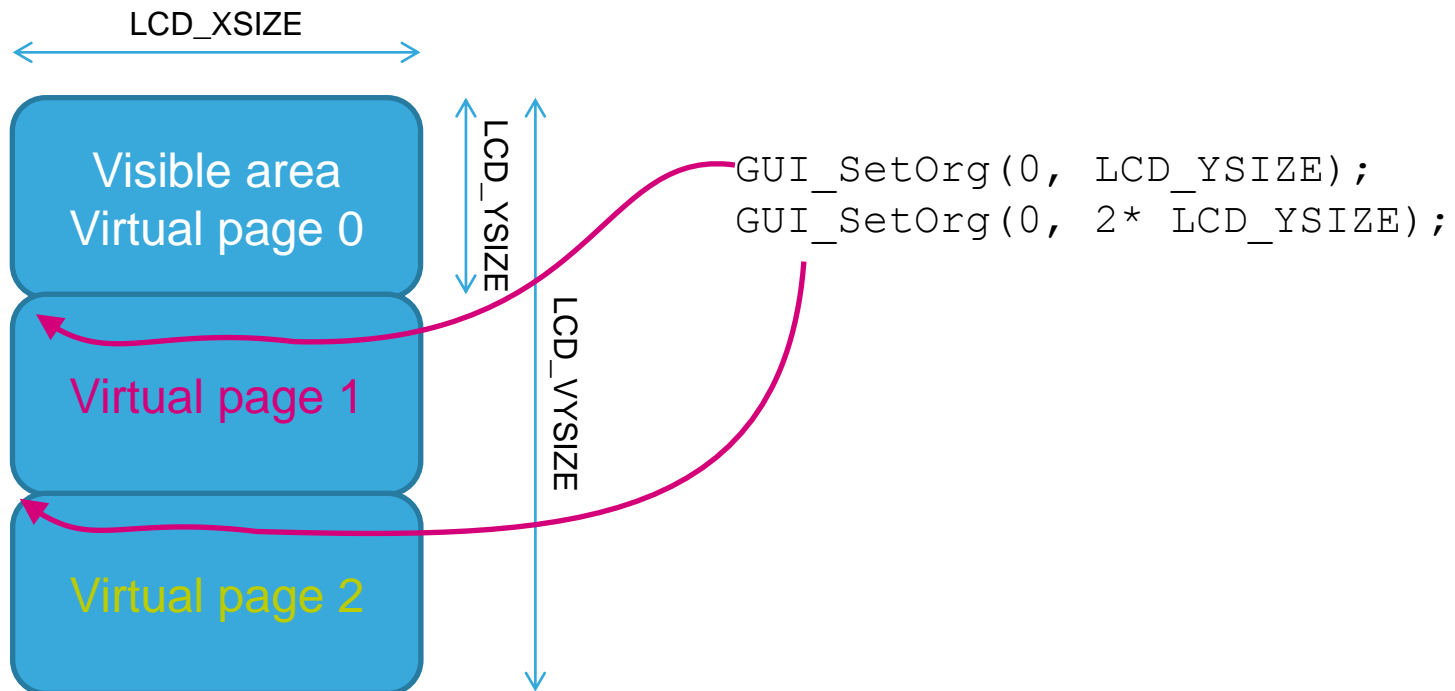 LCD_XSIZE
Visible area
Virtual page 0
LCD_YSIZE
GUI_SetOrg(0, LCD_YSIZE);
GUI_SetOrg(0, 2* LCD_YSIZE);
LCD_VYSIZE
Virtual page 1
Virtual page 2